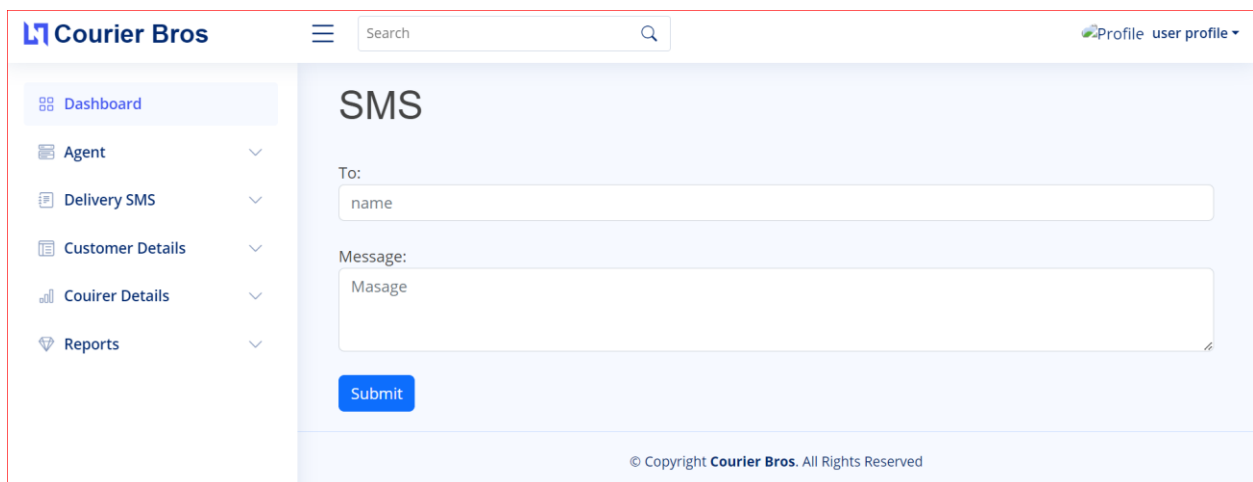 Courier Bros
Search
Profile user profile
Dashboard
Agent
Delivery SMS
Customer Details
Couirer Details
Reports
SMS
To:
name
Message:
Masage
Submit
© Copyright Courier Bros. All Rights Reserved